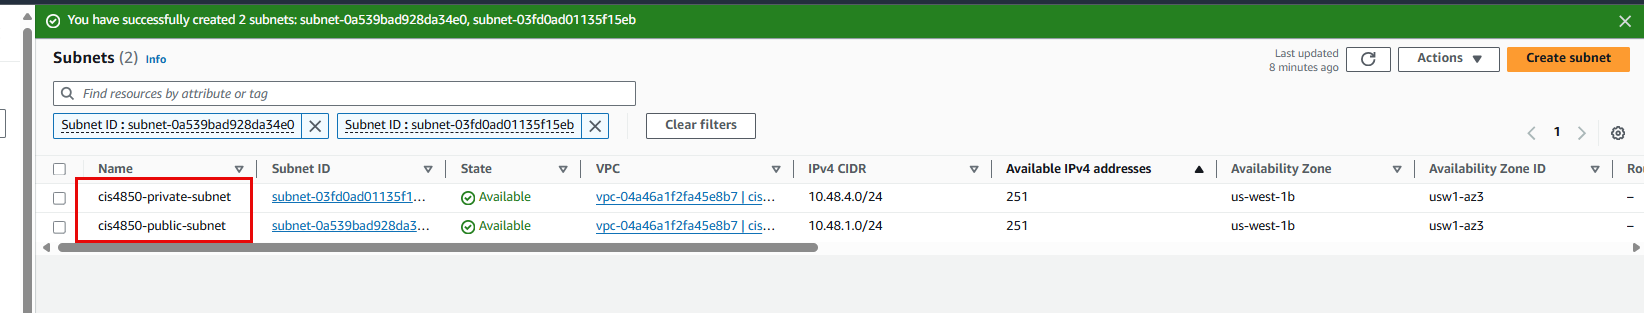 You have successfully created 2 subnets: subnet-0a539bad928da34e0, subnet-03fd0ad01135f15eb
Subnets (2) Info
Last updated
8 minutes ago
Actions
Create subnet
Find resources by attribute or tag
Subnet ID : subnet-0a539bad928da34e0
Subnet ID : subnet-03fd0ad01135f15eb
Clear filters
1
Name Subnet ID State VPC IPv4 CIDR Available IPv4 addresses Availability Zone Availability Zone ID Rou
cis4850-private-subnet subnet-03fd0ad01135f1... Available vpc-04a46a1f2fa45e8b7 | cis... 10.48.4.0/24 251 us-west-1b usw1-az3 –
cis4850-public-subnet subnet-0a539bad928da3... Available vpc-04a46a1f2fa45e8b7 | cis... 10.48.1.0/24 251 us-west-1b usw1-az3 –